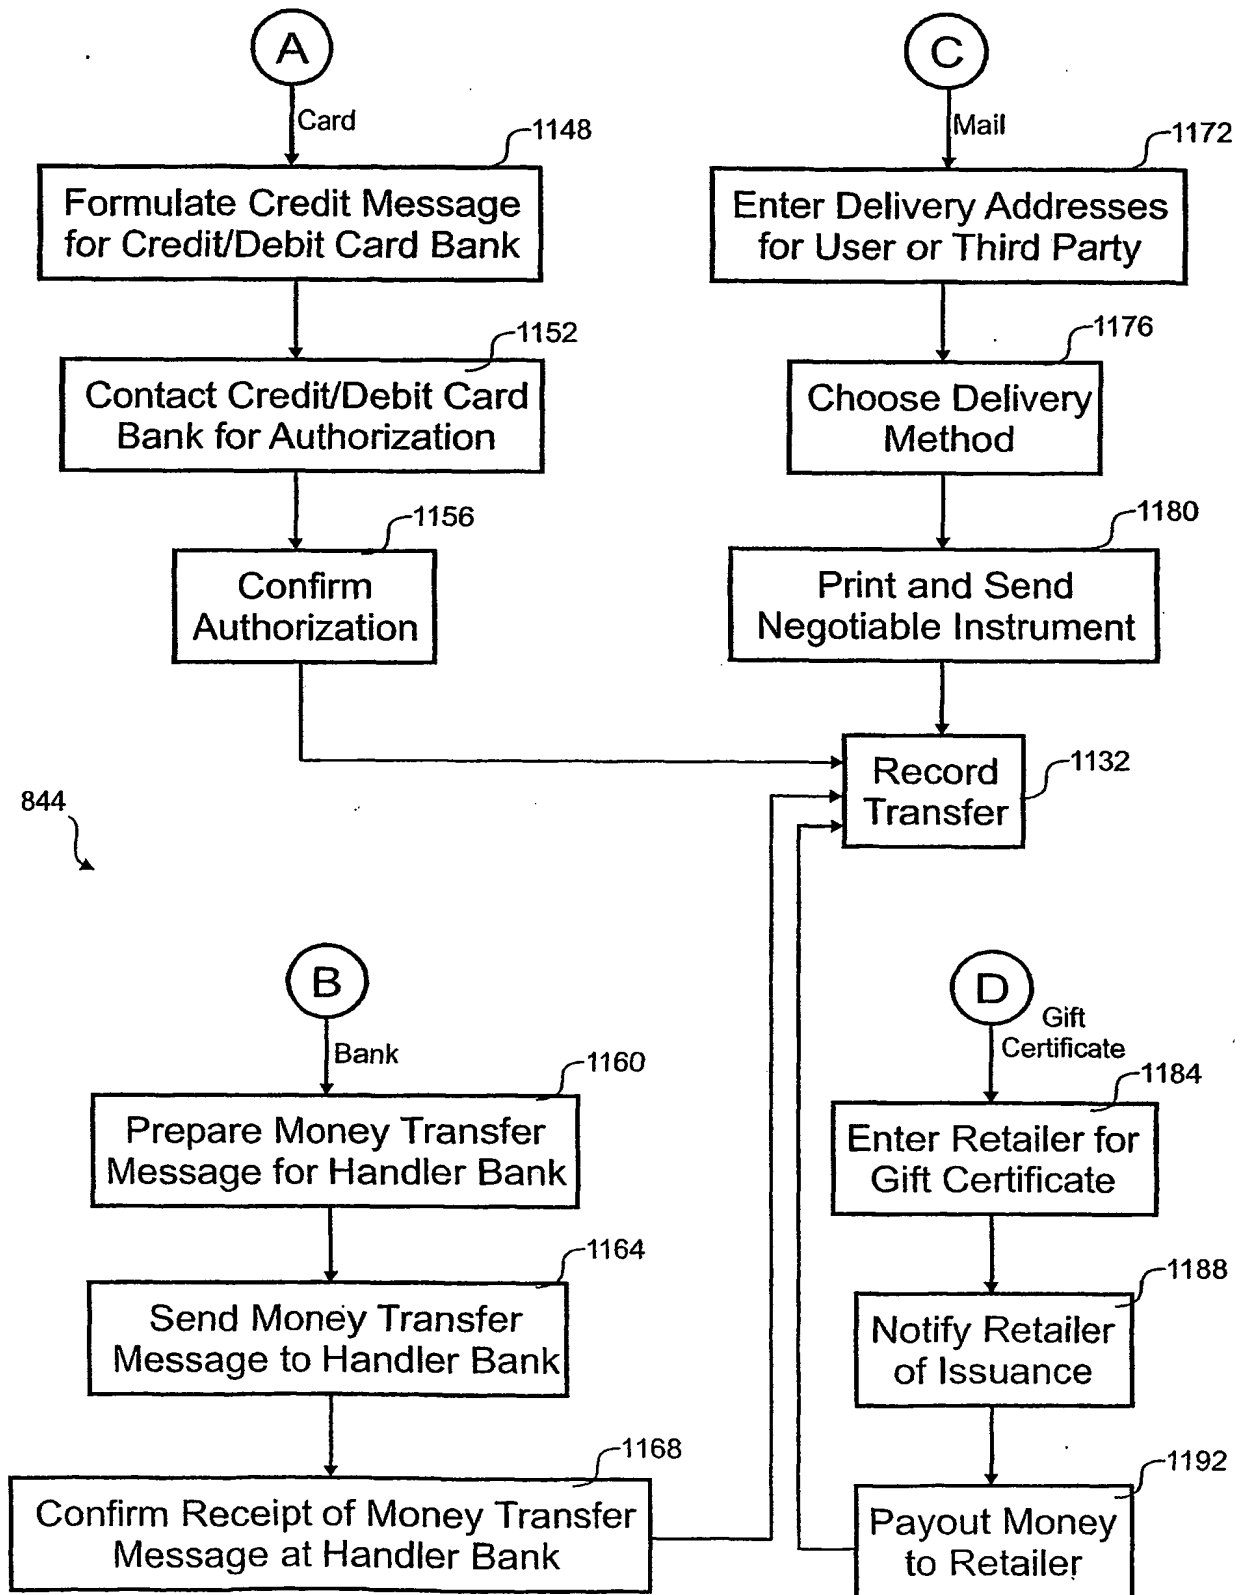 A
Card
1148
Formulate Credit Message
for Credit/Debit Card Bank
1152
Contact Credit/Debit Card
Bank for Authorization
1156
Confirm
Authorization
C
Mail
1172
Enter Delivery Addresses
for User or Third Party
1176
Choose Delivery
Method
1180
Print and Send
Negotiable Instrument
Record
Transfer
1132
844
B
Bank
1160
Prepare Money Transfer
Message for Handler Bank
1164
Send Money Transfer
Message to Handler Bank
1168
Confirm Receipt of Money Transfer
Message at Handler Bank
D
Gift
Certificate
1184
Enter Retailer for
Gift Certificate
1188
Notify Retailer
of Issuance
1192
Payout Money
to Retailer